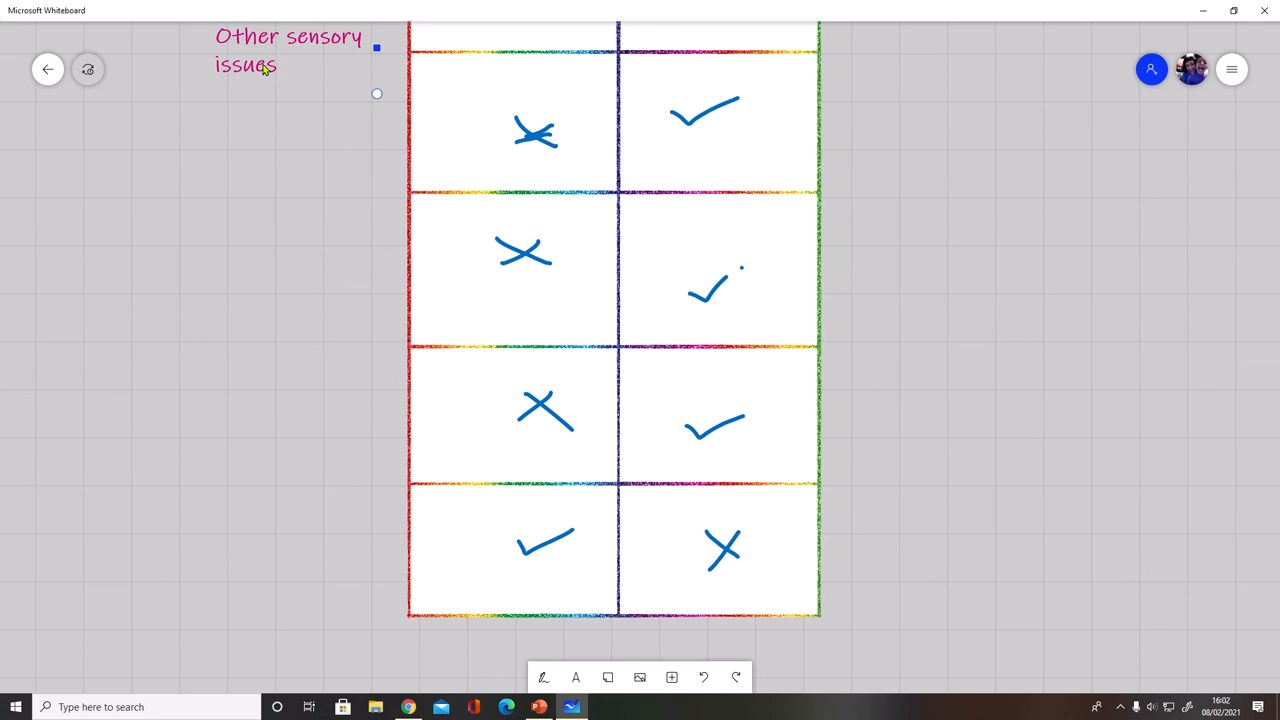 Microsoft Whiteboard
Other sensory
issues
Type here to search
16:02
08/02/2021